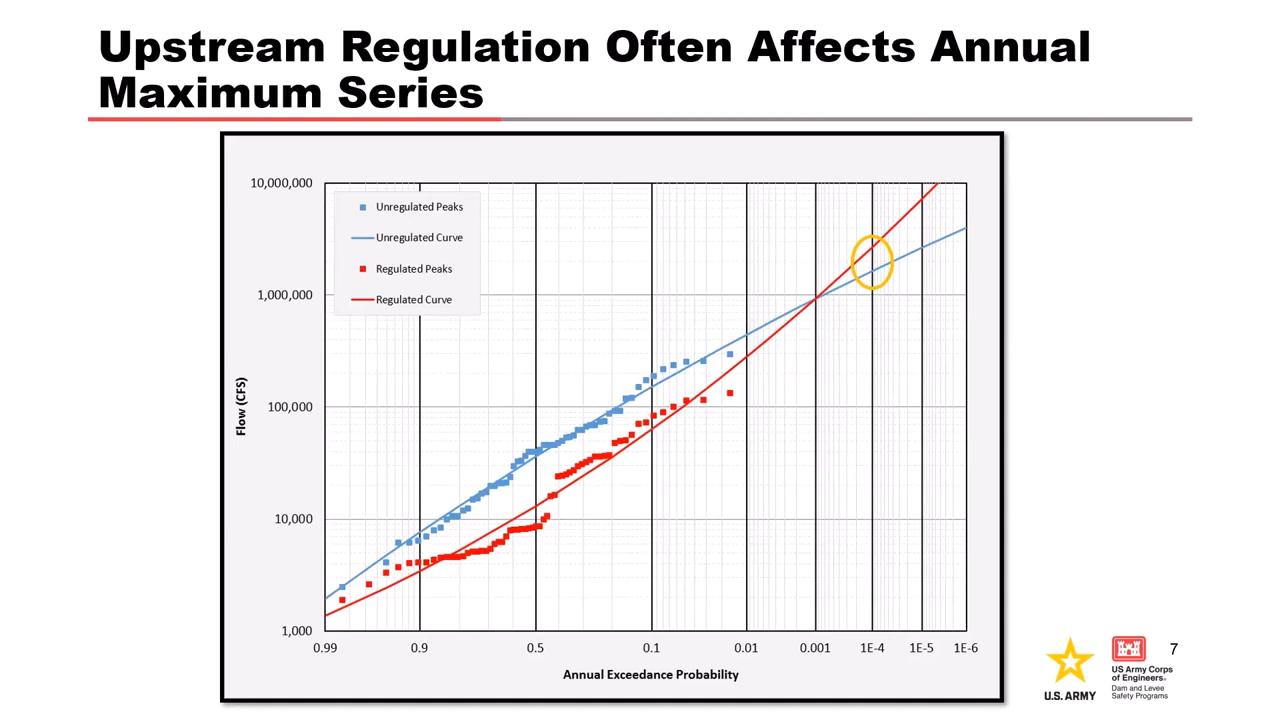 Upstream Regulation Often Affects Annual
Maximum Series
10,000,000
1,000,000
100,000
10,000
1,000
Flow (CFS)
Unregulated Peaks
Unregulated Curve
Regulated Peaks
Regulated Curve
0.99 0.9 0.5 0.1 0.01 0.001 1E-4 1E-5 1E-6
Annual Exceedance Probability
U.S. ARMY
US Army Corps
of Engineers®
Dam and Levee
Safety Programs
7